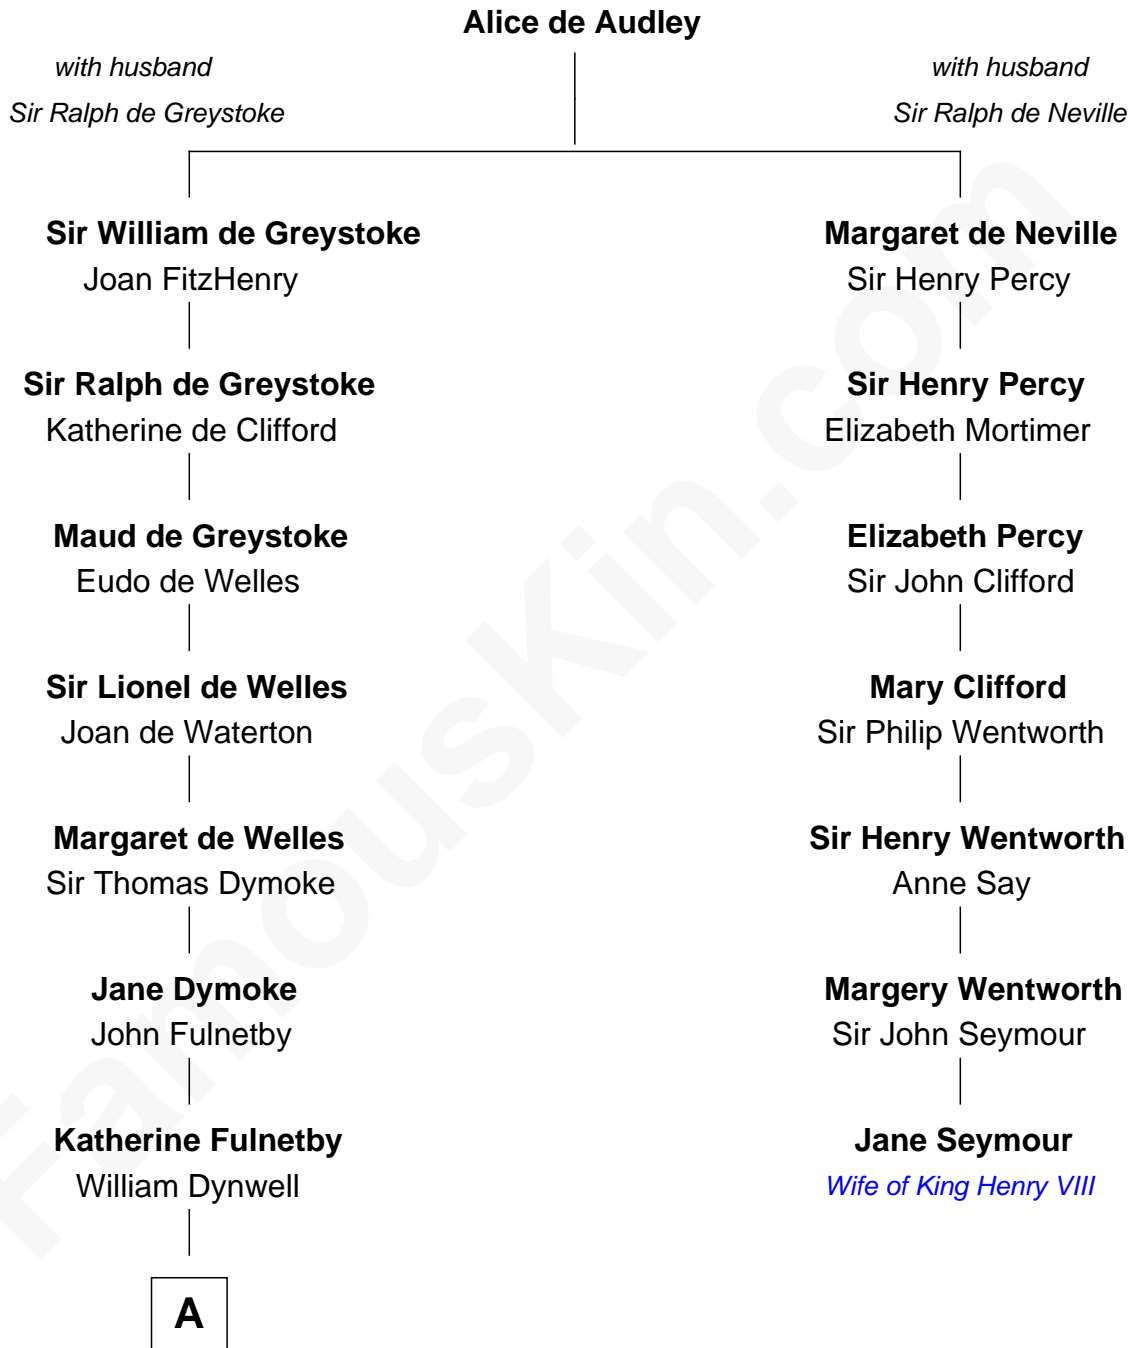 Alice de Audley
with husband
Sir Ralph de Greystoke
with husband
Sir Ralph de Neville
Sir William de Greystoke
Joan FitzHenry
Margaret de Neville
Sir Henry Percy
Sir Ralph de Greystoke
Katherine de Clifford
Sir Henry Percy
Elizabeth Mortimer
Maud de Greystoke
Eudo de Welles
Elizabeth Percy
Sir John Clifford
Sir Lionel de Welles
Joan de Waterton
Mary Clifford
Sir Philip Wentworth
Margaret de Welles
Sir Thomas Dymoke
Sir Henry Wentworth
Anne Say
Jane Dymoke
John Fulnetby
Margery Wentworth
Sir John Seymour
Katherine Fulnetby
William Dynwell
Jane Seymour
Wife of King Henry VIII
A
FamousKin.com